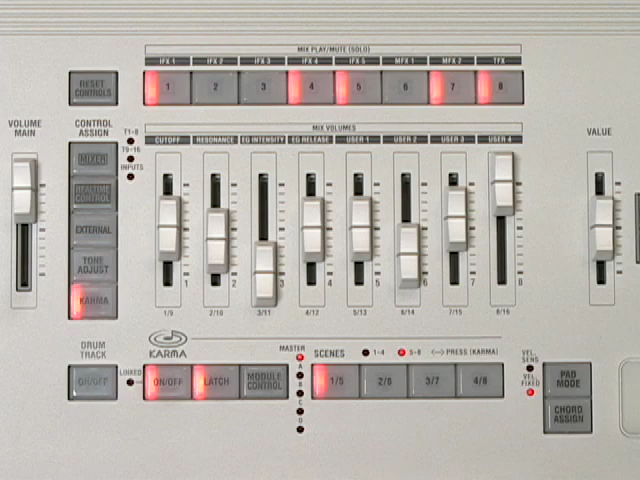 MIX PLAY/MUTE (SOLO)
IFX 1 IFX 2 IFX 3 IFX 4 IFX 5 MFX 1 MFX 2 TFX
RESET CONTROLS
1 2 3 4 5 6 7 8
VOLUME MAIN
CONTROL ASSIGN
T1-8
T9-16
INPUTS
MIX VOLUMES
CUTOFF RESONANCE EG INTENSITY EG RELEASE USER 1 USER 2 USER 3 USER 4
VALUE
MIXER
REALTIME CONTROL
EXTERNAL
TONE ADJUST
KARMA
1 2 3 4 5 6 7 8
1/9 2/10 3/11 4/12 5/13 6/14 7/15 8/16
DRUM TRACK
KARMA
MASTER
SCENES 1-4 5-8 <--> PRESS [KARMA]
VEL. SENS
ON/OFF
LINKED
ON/OFF LATCH MODULE CONTROL
A
B
C
D
1/5 2/6 3/7 4/8
VEL. FIXED
PAD MODE
CHORD ASSIGN